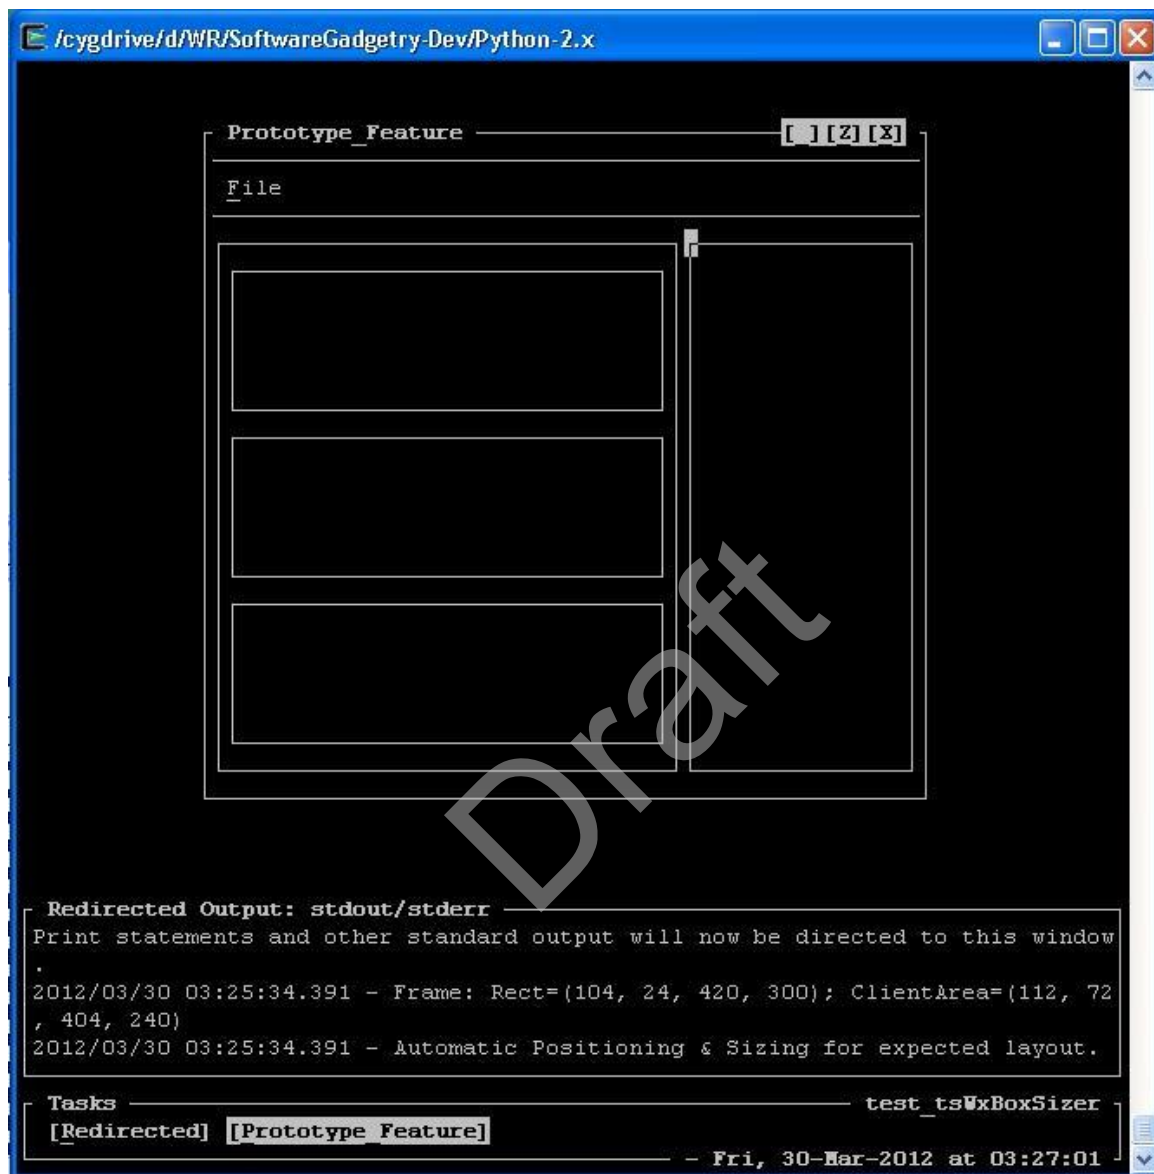 /cygdrive/d/WR/SoftwareGadgetry-Dev/Python-2.x
Prototype_Feature [ ][Z][X]
File
Draft
Redirected Output: stdout/stderr
Print statements and other standard output will now be directed to this window
.
2012/03/30 03:25:34.391 - Frame: Rect=(104, 24, 420, 300); ClientArea=(112, 72
, 404, 240)
2012/03/30 03:25:34.391 - Automatic Positioning & Sizing for expected layout.
Tasks test_tsWxBoxSizer
[Redirected] [Prototype_Feature]
- Fri, 30-Mar-2012 at 03:27:01